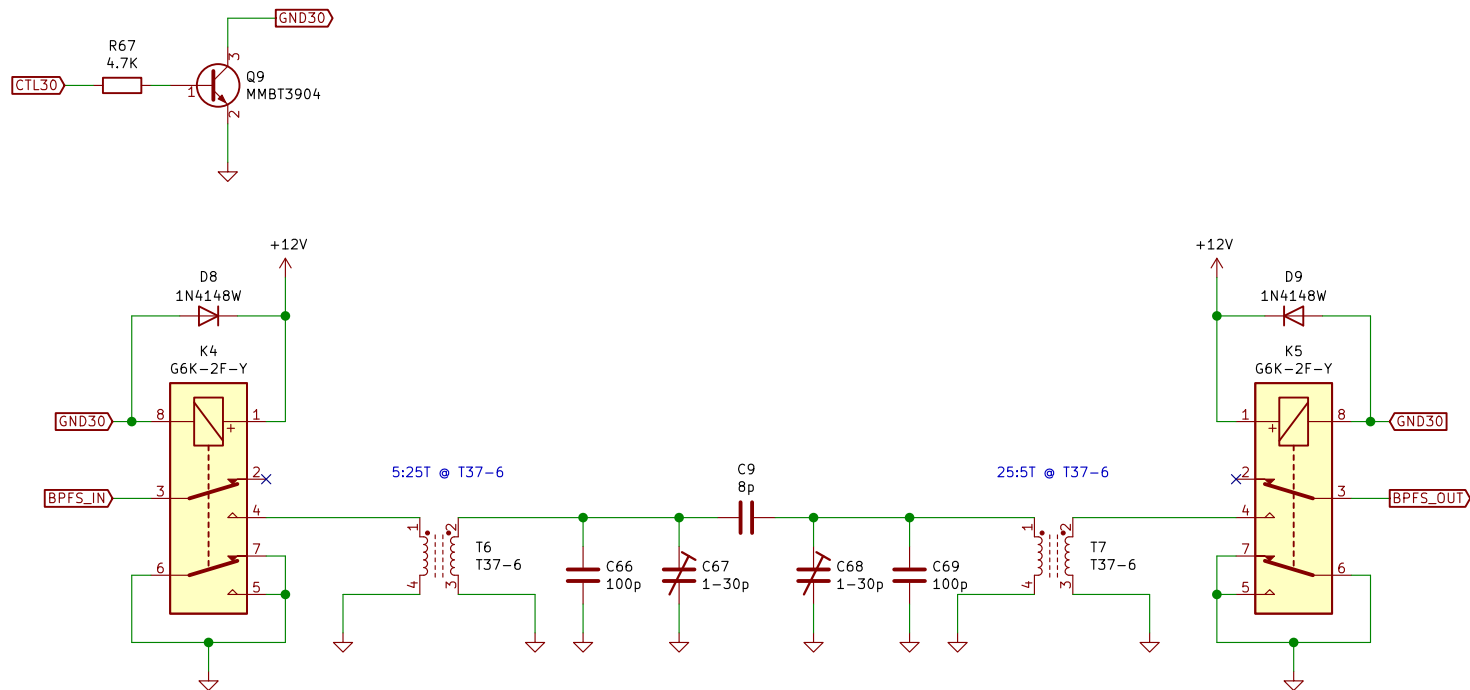 GND30
R67
4.7K
CTL30
3
1
Q9
MMBT3904
2
+12V
+12V
D8
1N4148W
D9
1N4148W
K4
G6K-2F-Y
K5
G6K-2F-Y
GND30
8
1
+
1
8
+
GND30
BPFS_IN
3
2
4
6
7
5
5:25T @ T37-6
C9
8p
25:5T @ T37-6
2
3
BPFS_OUT
4
7
6
5
1
2
4
3
T6
T37-6
C66
100p
C67
1-30p
C68
1-30p
C69
100p
1
2
4
3
T7
T37-6